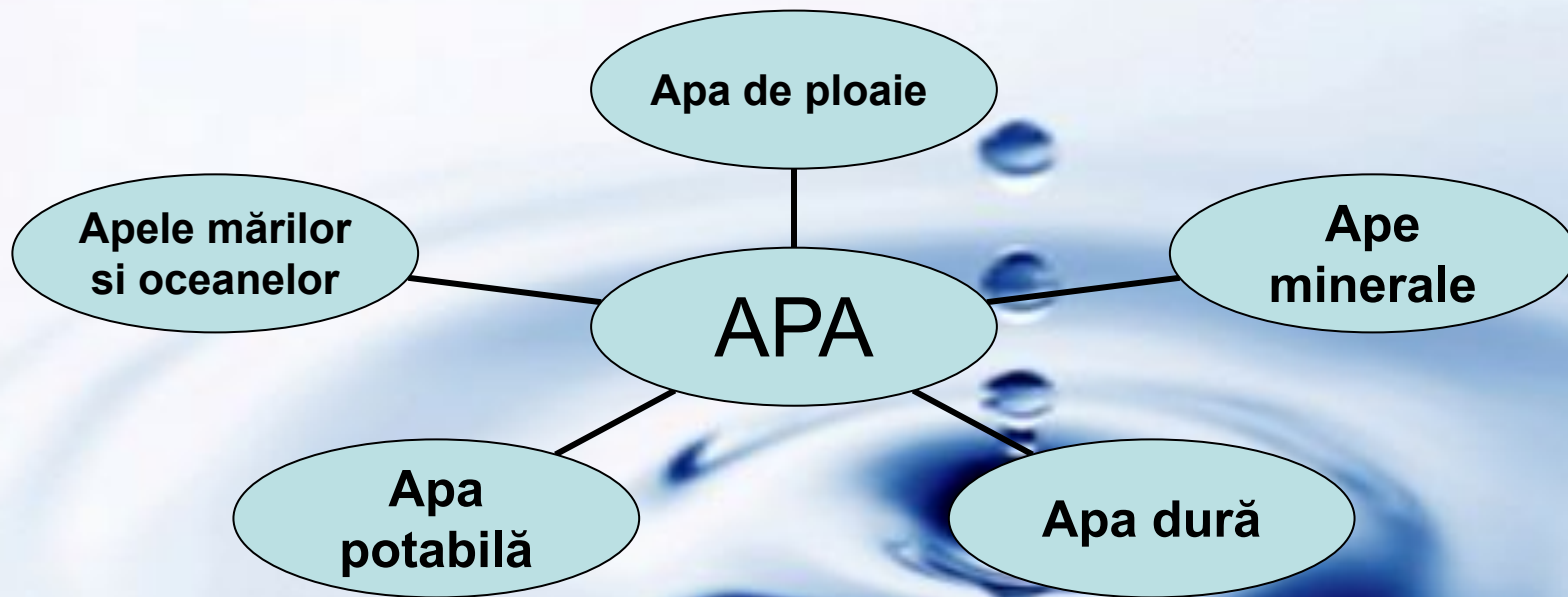 Apa de ploaie
Apele mărilor
si oceanelor
Ape
minerale
APA
Apa
potabilă
Apa dură